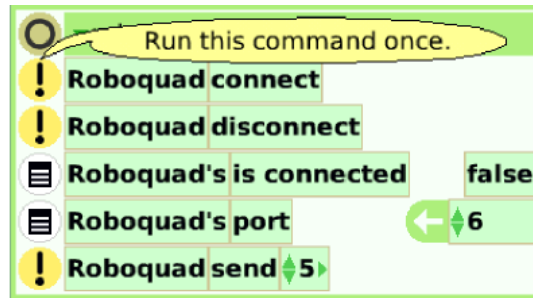 Run this command once.
! Roboquad connect
! Roboquad disconnect
Roboquad's is connected false
Roboquad's port 6
! Roboquad send 5